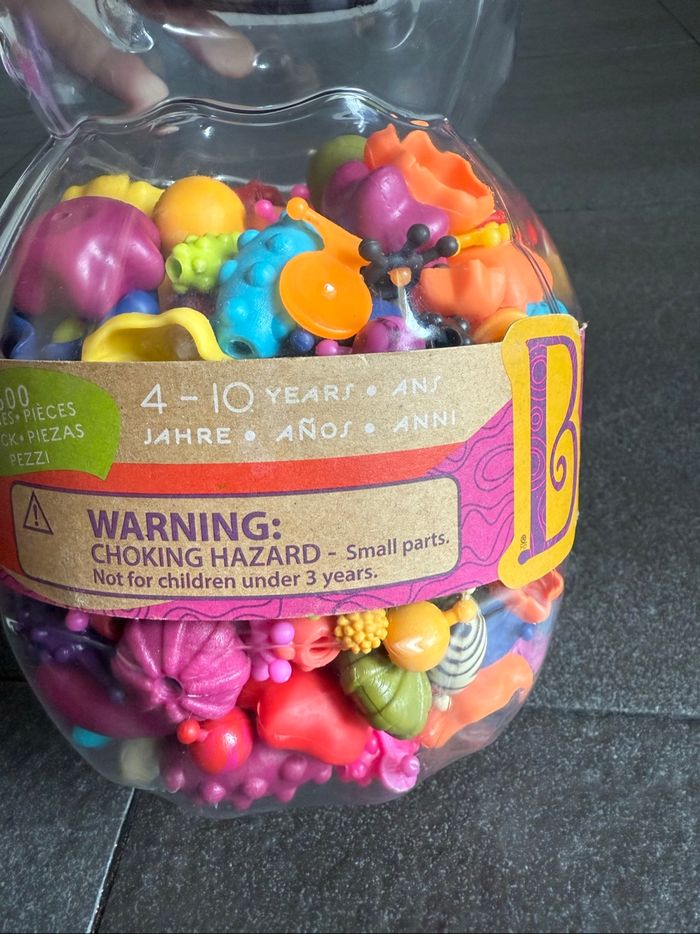 PIÈCES
PIEZAS
PEZZI
4 - 10 YEARS • ANS
JAHRE • AÑOS • ANNI
WARNING:
CHOKING HAZARD - Small parts.
Not for children under 3 years.
B